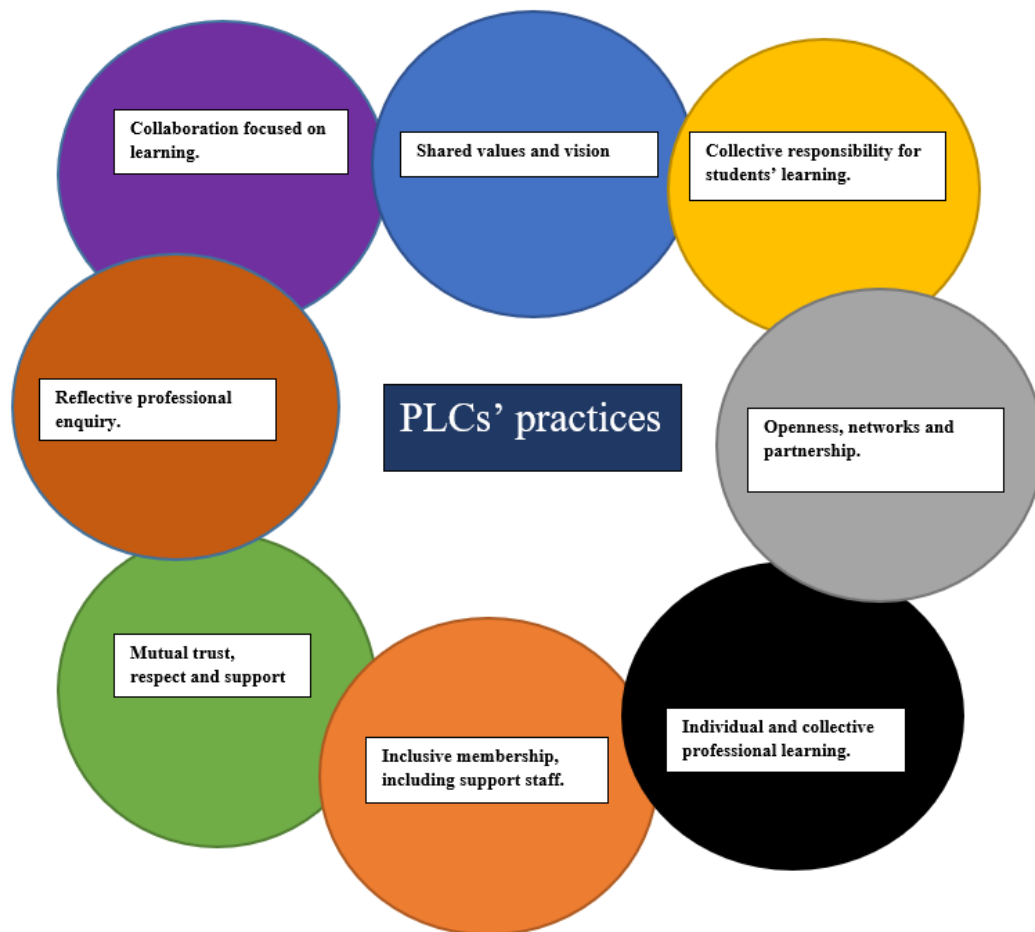 Collaboration focused on
learning.
Shared values and vision
Collective responsibility for
students’ learning.
Reflective professional
enquiry.
PLCs’ practices
Openness, networks and
partnership.
Mutual trust,
respect and support
Inclusive membership,
including support staff.
Individual and collective
professional learning.